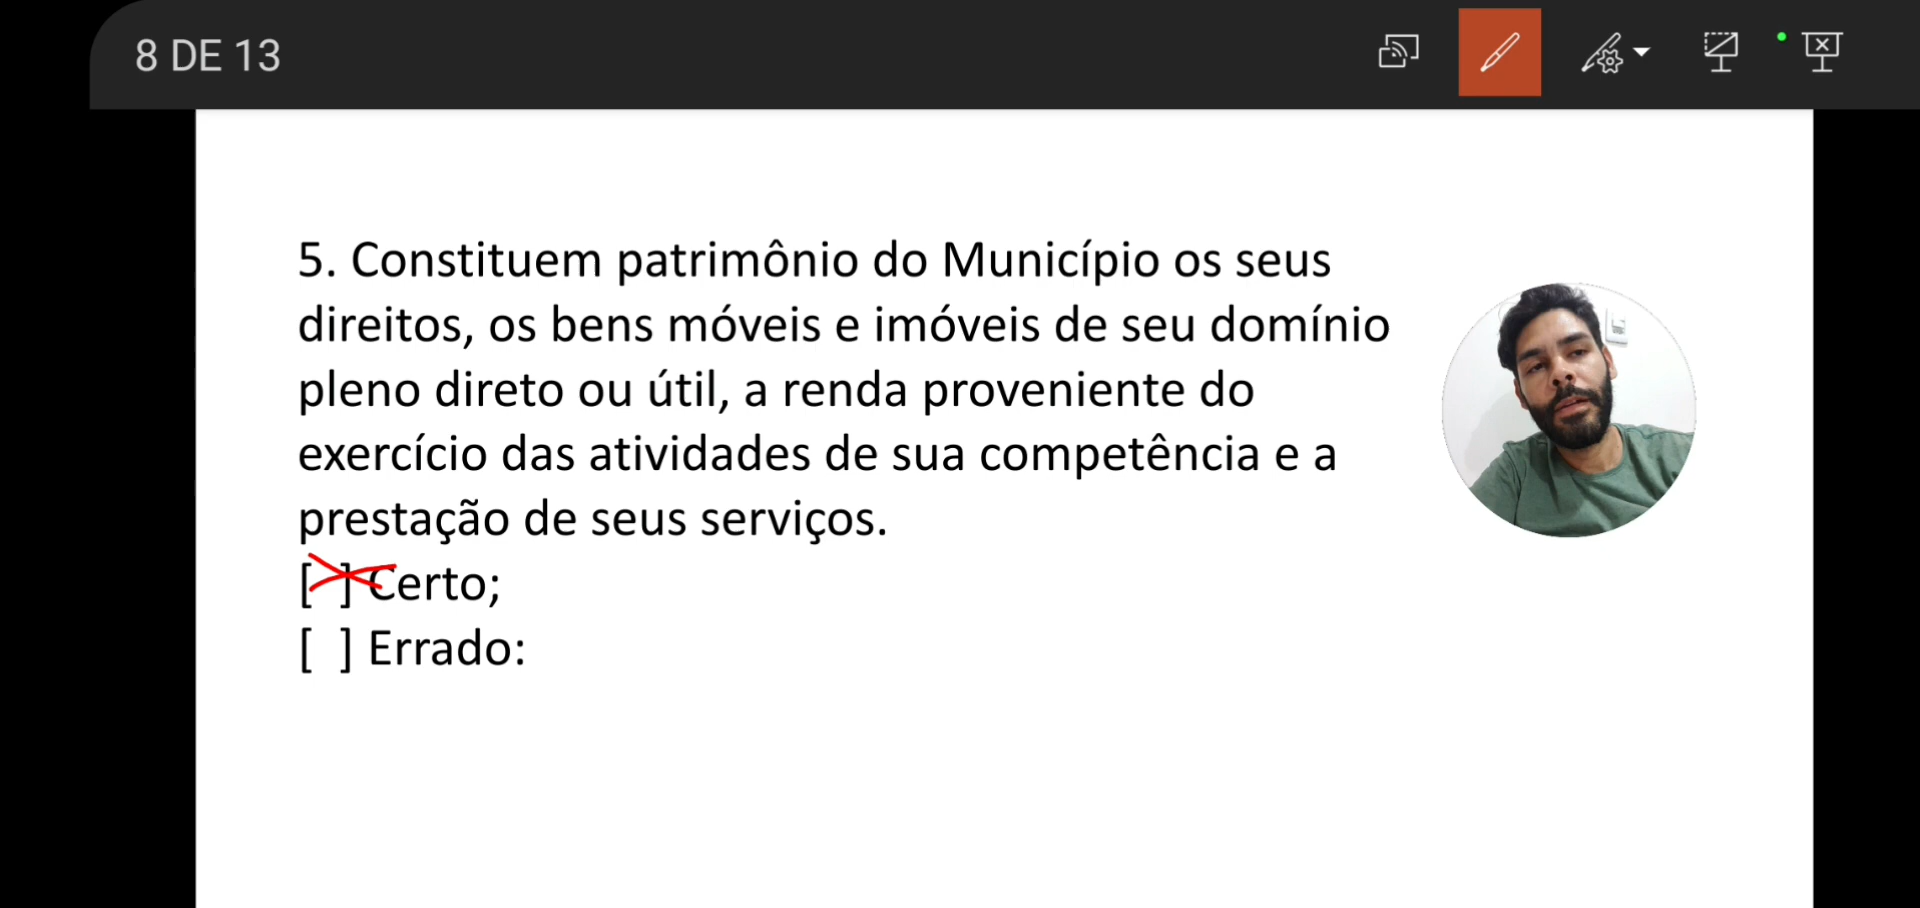 8 DE 13
5. Constituem patrimônio do Município os seus
direitos, os bens móveis e imóveis de seu domínio
pleno direto ou útil, a renda proveniente do
exercício das atividades de sua competência e a
prestação de seus serviços.
[ ] Certo;
[ ] Errado: